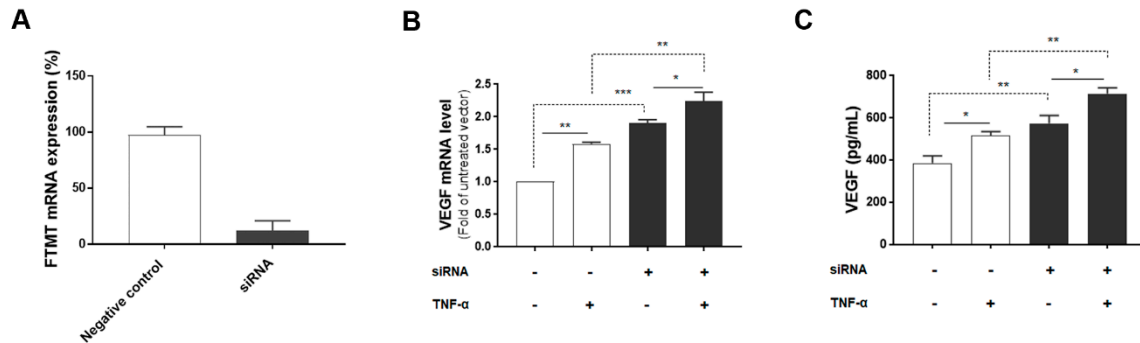 A
FTMT mRNA expression (%)
150
100
50
0
Negative control
siRNA
B
VEGF mRNA level
(Fold of untreated vector)
2.5
2.0
1.5
1.0
0.5
0.0
**
***
*
**
siRNA - - + +
TNF-α - + - +
C
VEGF (pg/mL)
800
600
400
200
0
**
**
*
*
siRNA - - + +
TNF-α - + - +